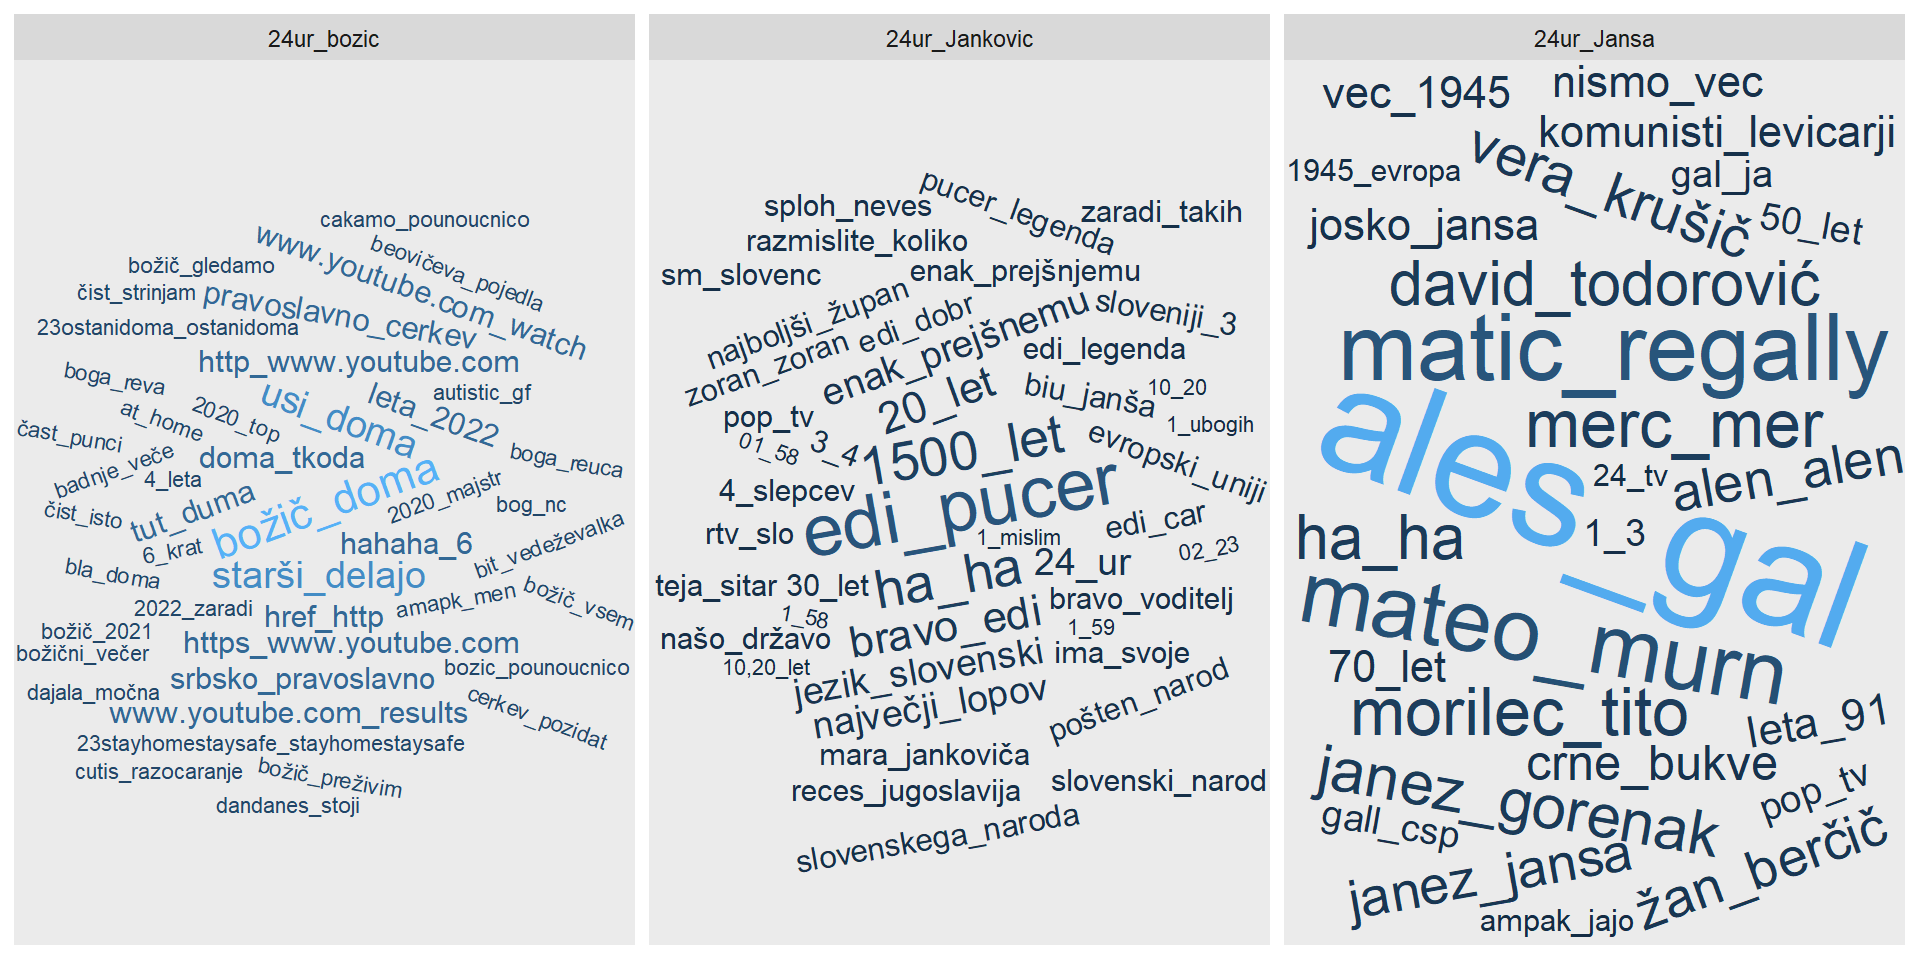 24ur_bozic
cakamo_pounoucnico
www.youtube.com_watch
beovičeva_pojedla
božič_gledamo
čist_strinjam
pravoslavno_cerkev
23ostanidoma_ostanidoma
http_www.youtube.com
boga_reva
usi_doma
leta_2022
autistic_gf
at_home
2020_top
čast_punci
badnje_veče
doma_tkoda
boga_reuca
4_leta
božič_doma
2020_majstr
bog_nc
čist_isto
tut_duma
6_krat
hahaha_6
bit_vedeževalka
bla_doma
starši_delajo
2022_zaradi
href_http
amapk_men
božič_vsem
božič_2021
božični_večer
https_www.youtube.com
bozic_pounoucnico
srbsko_pravoslavno
dajala_močna
www.youtube.com_results
cerkev_pozidat
23stayhomestaysafe_stayhomestaysafe
cutis_razocaranje
božič_preživim
dandanes_stoji
24ur_Jankovic
pucer_legenda
sploh_neves
zaradi_takih
razmislite_koliko
sm_slovenc
enak_prejšnjemu
najboljši_župan
edi_dobr
enak_prejšnemu
sloveniji_3
zoran_zoran
edi_legenda
20_let
biu_janša
10_20
pop_tv
1_ubogih
01_58
3_4
1500_let
evropski_uniji
4_slepcev
edi_pucer
rtv_slo
1_mislim
edi_car
02_23
teja_sitar
30_let
ha_ha
24_ur
1_58
bravo_voditelj
našo_državo
bravo_edi
1_59
10,20_let
jezik_slovenski
ima_svoje
največji_lopov
pošten_narod
mara_jankoviča
reces_jugoslavija
slovenski_narod
slovenskega_naroda
24ur_Jansa
vec_1945
nismo_vec
komunisti_levicarji
1945_evropa
vera_krušič
gal_ja
josko_jansa
50_let
david_todorović
matic_regally
ales_gal
merc_mer
24_tv
alen_alen
ha_ha
1_3
mateo_murn
70_let
morilec_tito
leta_91
janez_gorenak
crne_bukve
pop_tv
gall_csp
janez_jansa
žan_berčič
ampak_jajo